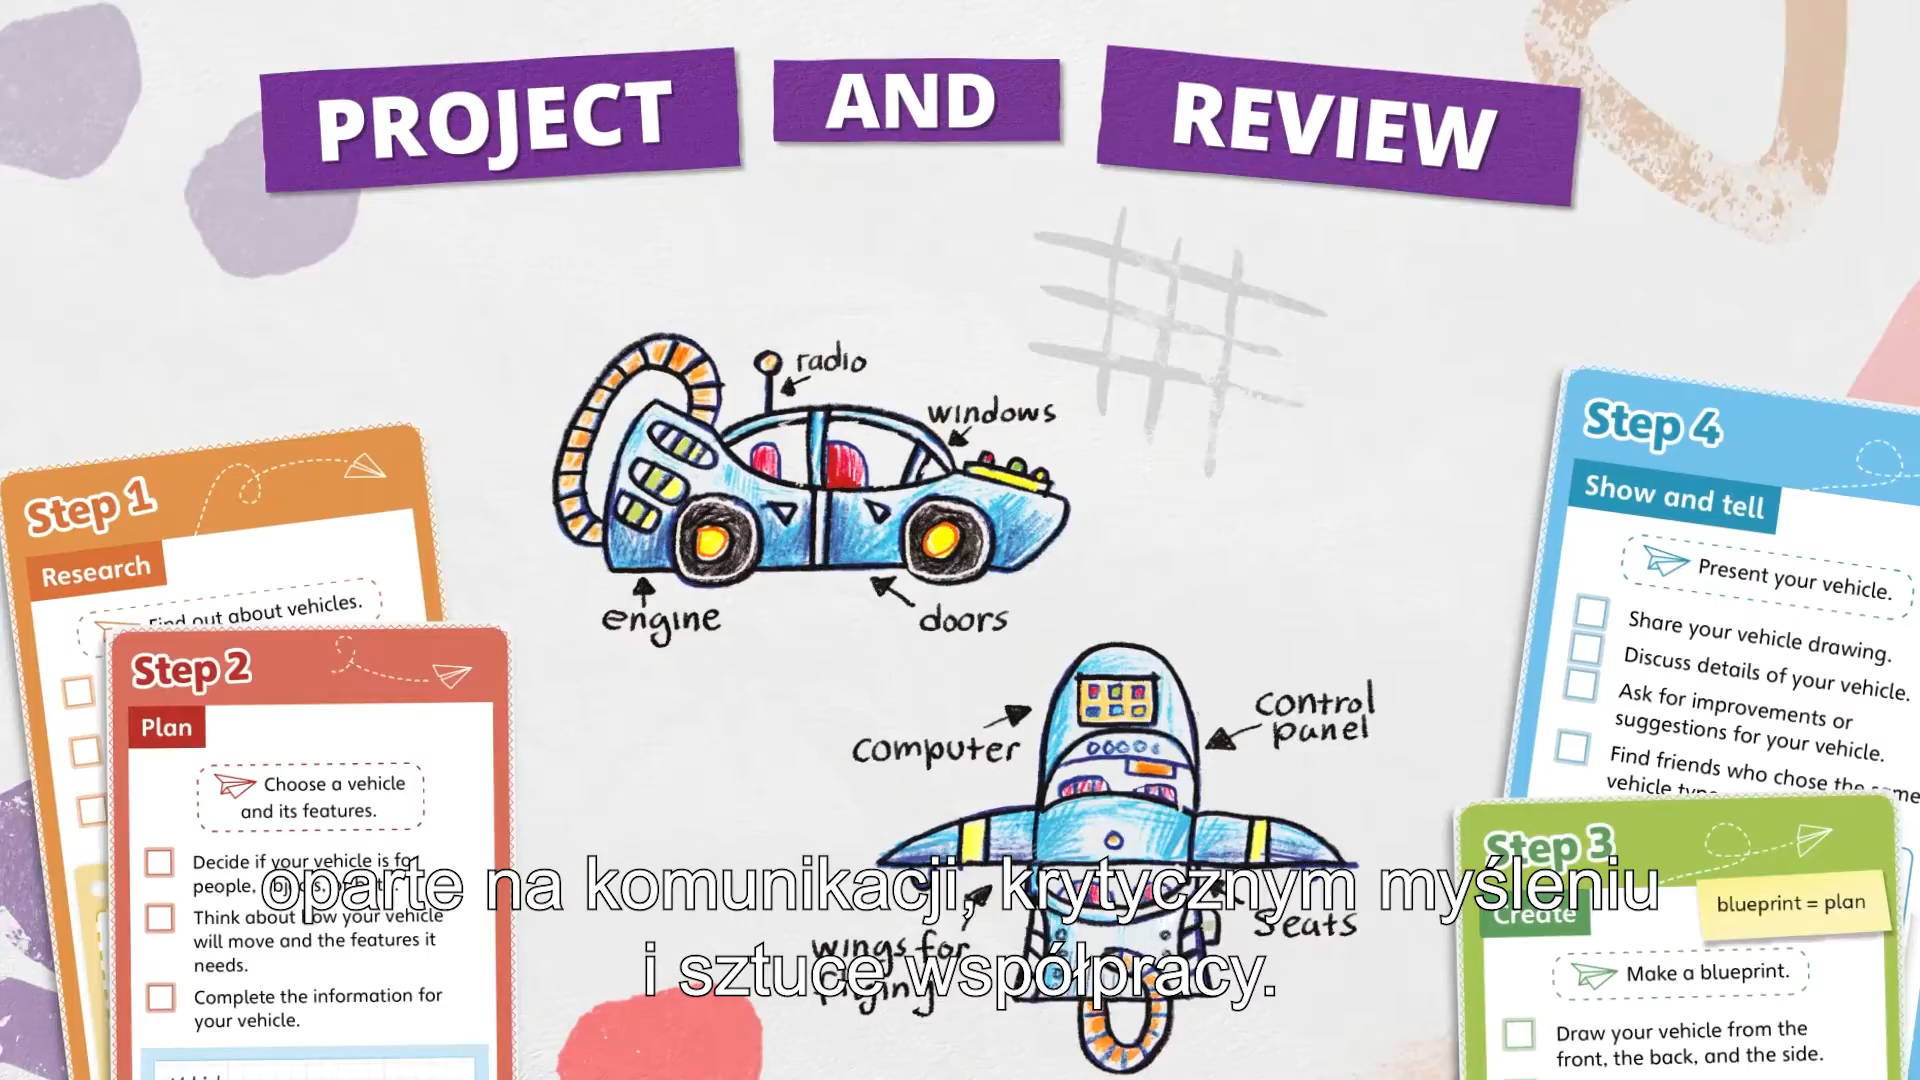 PROJECT AND REVIEW
radio
windows
engine
doors
computer
control
panel
wings for
flying
seats
Step 1
Research
Find out about vehicles.
Step 2
Plan
Choose a vehicle
and its features.
Decide if your vehicle is for
people,
Think about how your vehicle
will move and the features it
needs.
Complete the information for
your vehicle.
Step 4
Show and tell
Present your vehicle.
Share your vehicle drawing.
Discuss details of your vehicle.
Ask for improvements or
suggestions for your vehicle.
Find friends who chose the same
vehicle
Step 3
Create
blueprint = plan
Make a blueprint.
Draw your vehicle from the
front, the back, and the side.
oparte na komunikacji, krytycznym myśleniu
i sztuce współpracy.